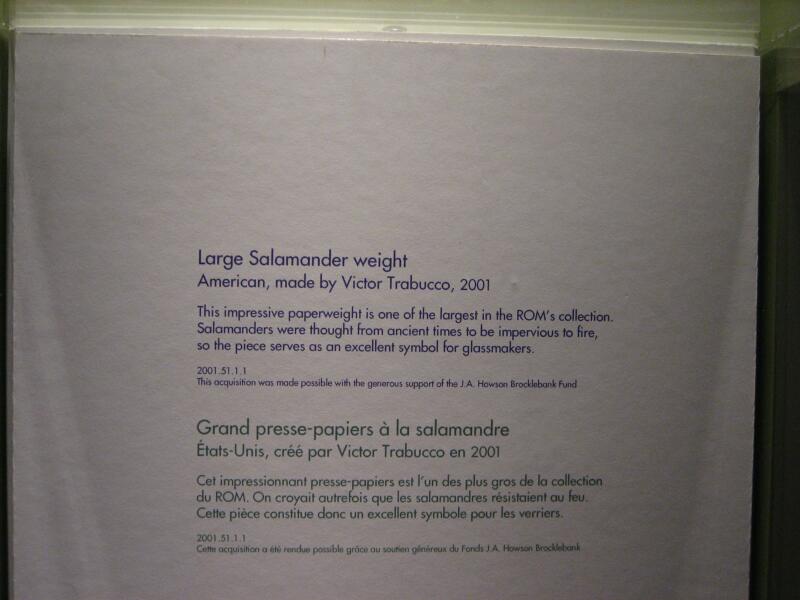 Large Salamander weight
American, made by Victor Trabucco, 2001
This impressive paperweight is one of the largest in the ROM's collection.
Salamanders were thought from ancient times to be impervious to fire,
so the piece serves as an excellent symbol for glassmakers.
2001.51.1.1
This acquisition was made possible with the generous support of the J.A. Howson Brocklebank Fund
Grand presse-papiers à la salamandre
États-Unis, créé par Victor Trabucco en 2001
Cet impressionnant presse-papiers est l'un des plus gros de la collection
du ROM. On croyait autrefois que les salamandres résistaient au feu.
Cette pièce constitue donc un excellent symbole pour les verriers.
2001.51.1.1
Cette acquisition a été rendue possible grâce au soutien généreux du Fonds J.A. Howson Brocklebank